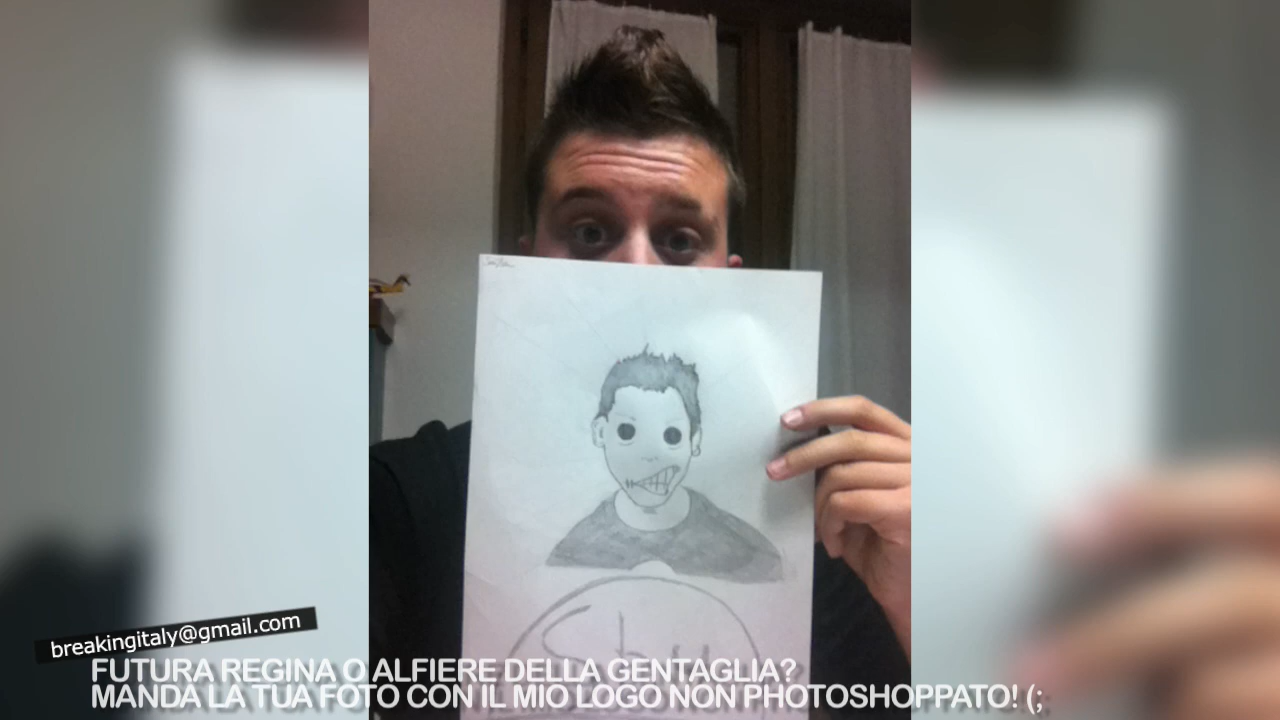 breakingitaly@gmail.com
FUTURA REGINA O ALFIERE DELLA GENTAGLIA?
MANDA LA TUA FOTO CON IL MIO LOGO NON PHOTOSHOPPATO! (;